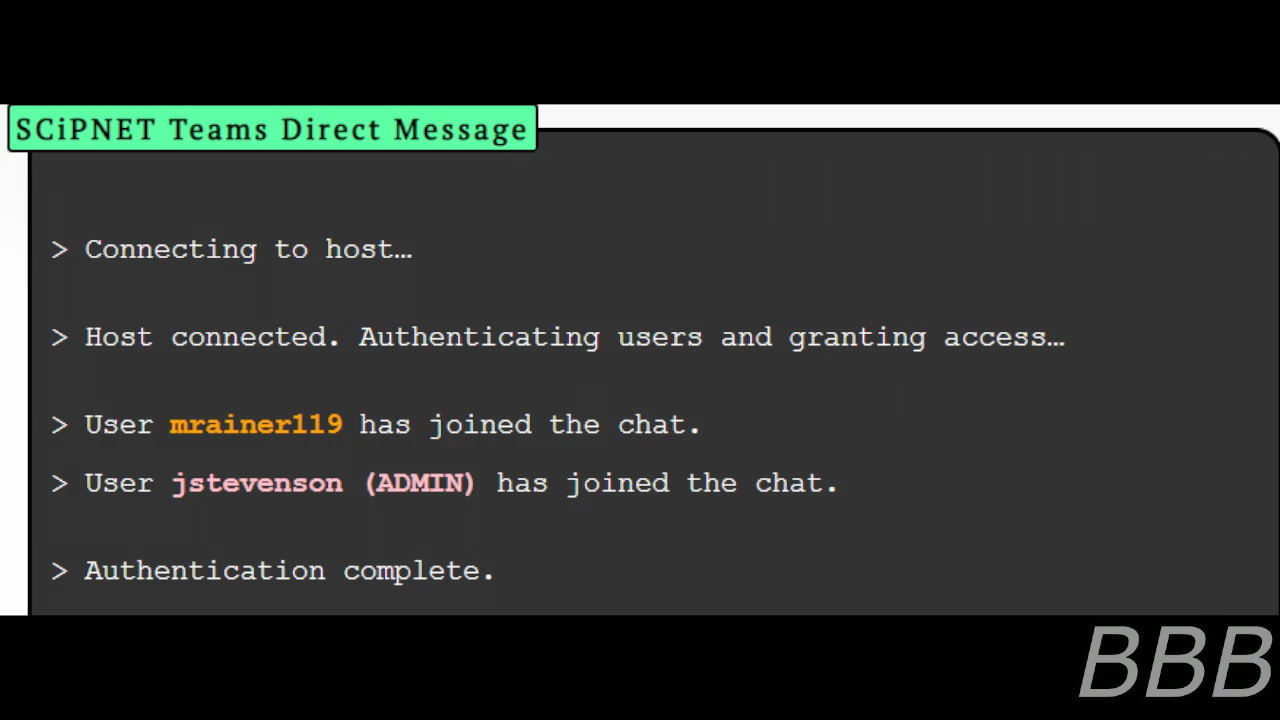 SCiPNET Teams Direct Message
> Connecting to host…
> Host connected. Authenticating users and granting access…
> User mrainer119 has joined the chat.
> User jstevenson (ADMIN) has joined the chat.
> Authentication complete.
BBB